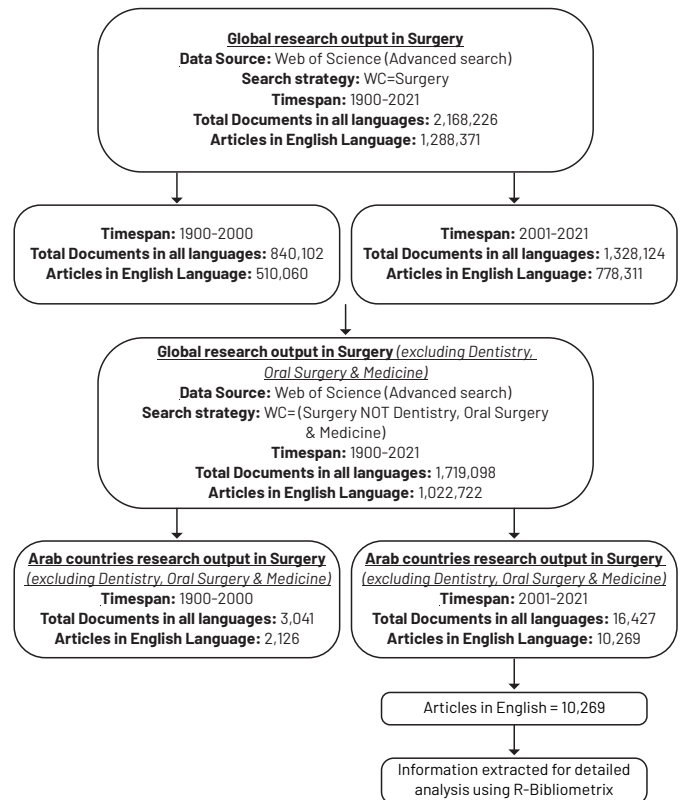 Global research output in Surgery
Data Source: Web of Science (Advanced search)
Search strategy: WC=Surgery
Timespan: 1900-2021
Total Documents in all languages: 2,168,226
Articles in English Language: 1,288,371
Timespan: 1900-2000
Total Documents in all languages: 840,102
Articles in English Language: 510,060
Timespan: 2001-2021
Total Documents in all languages: 1,328,124
Articles in English Language: 778,311
Global research output in Surgery (excluding Dentistry,
Oral Surgery & Medicine)
Data Source: Web of Science (Advanced search)
Search strategy: WC=(Surgery NOT Dentistry, Oral Surgery
& Medicine)
Timespan: 1900-2021
Total Documents in all languages: 1,719,098
Articles in English Language: 1,022,722
Arab countries research output in Surgery
(excluding Dentistry, Oral Surgery & Medicine)
Timespan: 1900-2000
Total Documents in all languages: 3,041
Articles in English Language: 2,126
Arab countries research output in Surgery
(excluding Dentistry, Oral Surgery & Medicine)
Timespan: 2001-2021
Total Documents in all languages: 16,427
Articles in English Language: 10,269
Articles in English = 10,269
Information extracted for detailed
analysis using R-Bibliometrix